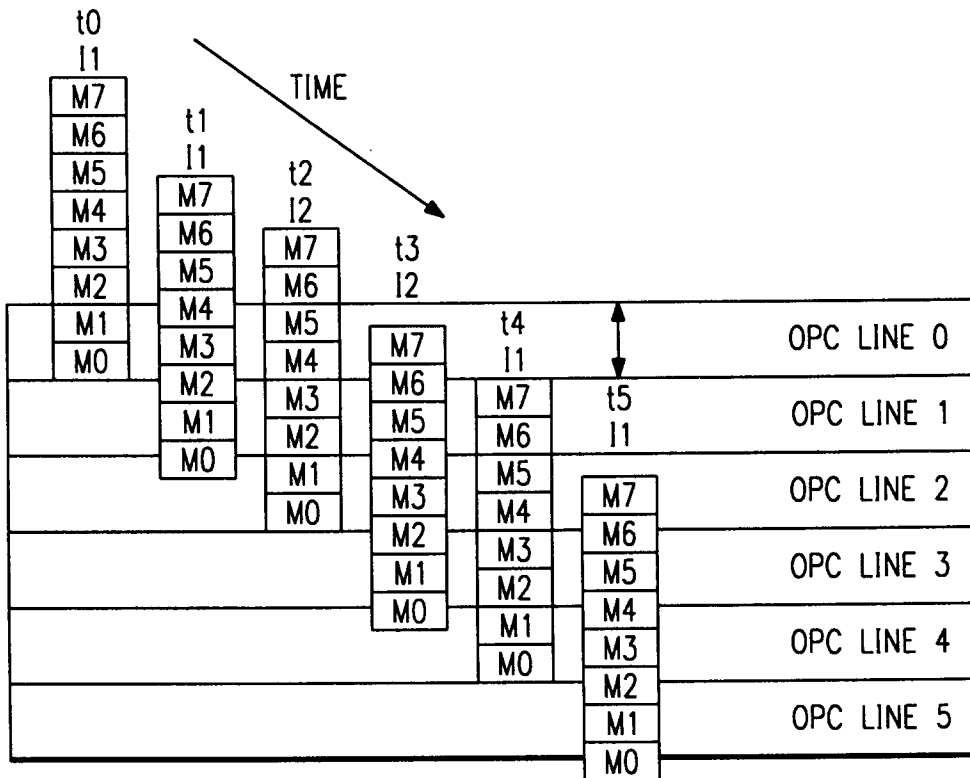 t0
I1
M7
M6
M5
M4
M3
M2
M1
M0
TIME
t1
I1
M7
M6
M5
M4
M3
M2
M1
M0
t2
I2
M7
M6
M5
M4
M3
M2
M1
M0
t3
I2
M7
M6
M5
M4
M3
M2
M1
M0
t4
I1
M7
M6
M5
M4
M3
M2
M1
M0
t5
I1
M7
M6
M5
M4
M3
M2
M1
M0
OPC LINE 0
OPC LINE 1
OPC LINE 2
OPC LINE 3
OPC LINE 4
OPC LINE 5